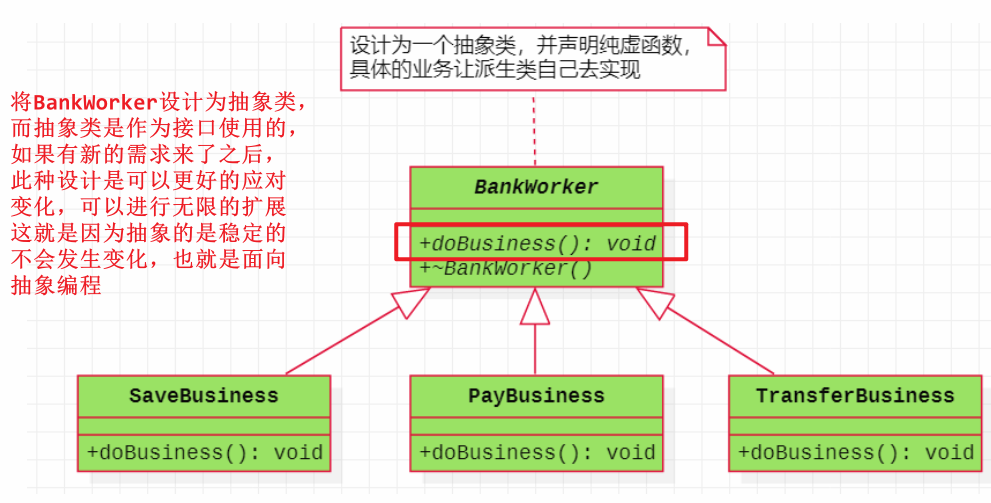 设计为一个抽象类，并声明纯虚函数，
具体的业务让派生类自己去实现
将BankWorker设计为抽象类，
而抽象类是作为接口使用的，
如果有新的需求来了之后，
此种设计是可以更好的应对
变化，可以进行无限的扩展
这就是因为抽象的是稳定的
不会发生变化，也就是面向
抽象编程
BankWorker
+doBusiness(): void
+~BankWorker()
SaveBusiness
+doBusiness(): void
PayBusiness
+doBusiness(): void
TransferBusiness
+doBusiness(): void